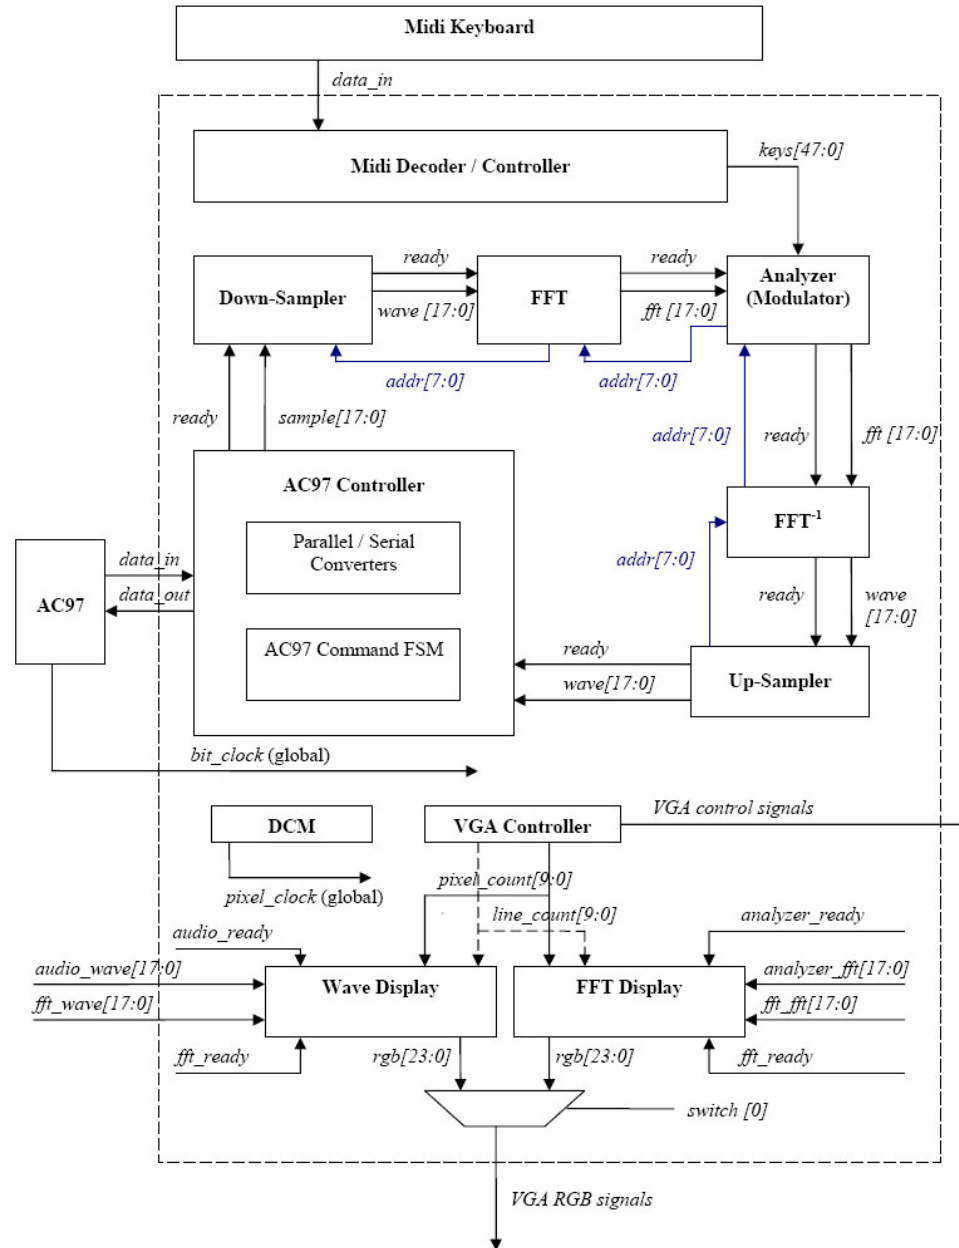 Midi Keyboard
data_in
Midi Decoder / Controller
keys[47:0]
ready
ready
Down-Sampler
FFT
Analyzer
(Modulator)
wave [17:0]
fft [17:0]
addr[7:0]
addr[7:0]
ready
sample[17:0]
addr[7:0]
ready
fft [17:0]
AC97 Controller
FFT-1
Parallel / Serial
Converters
data_in
addr[7:0]
AC97
data_out
ready
wave
[17:0]
AC97 Command FSM
ready
wave[17:0]
Up-Sampler
bit_clock (global)
VGA control signals
DCM
VGA Controller
pixel_clock (global)
pixel_count[9:0]
line_count[9:0]
analyzer_ready
audio_ready
audio_wave[17:0]
Wave Display
FFT Display
analyzer_fft[17:0]
fft_wave[17:0]
fft_fft[17:0]
fft_ready
rgb[23:0]
rgb[23:0]
fft_ready
switch [0]
VGA RGB signals